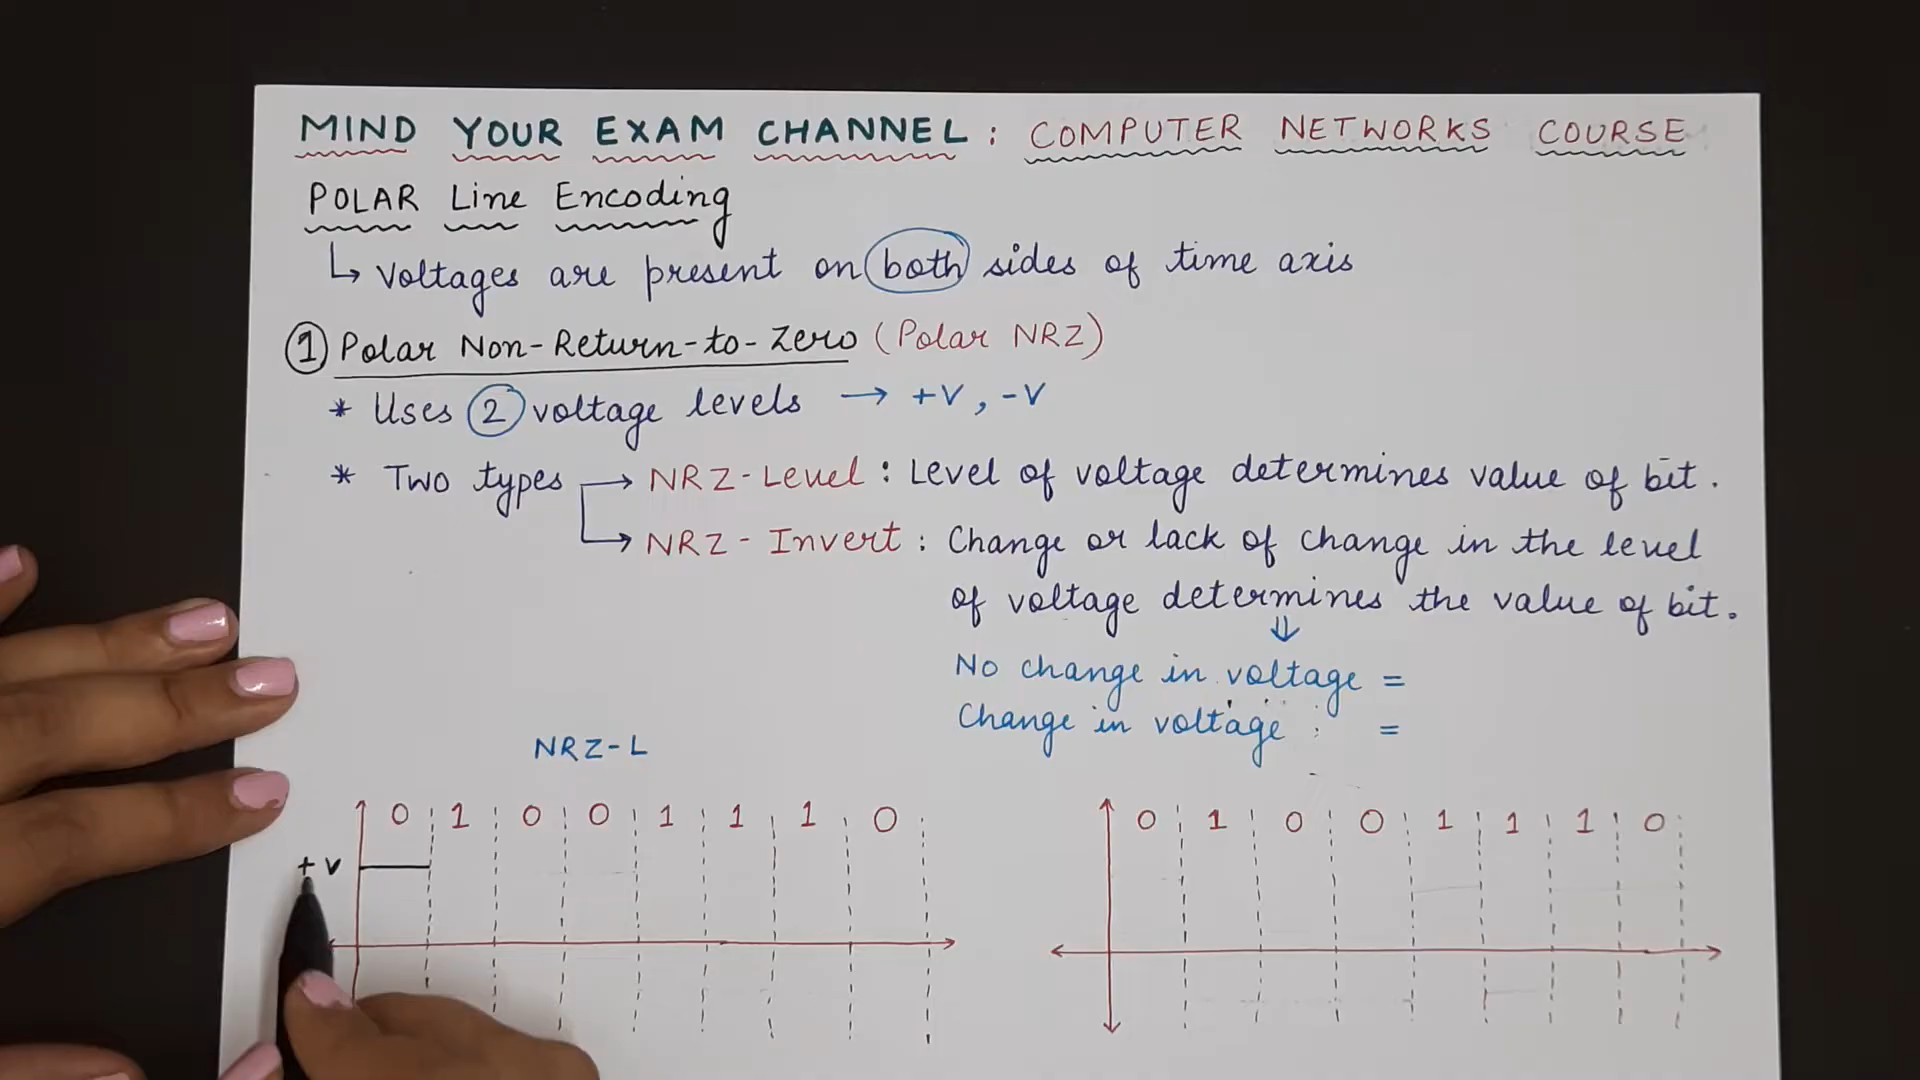 MIND YOUR EXAM CHANNEL : COMPUTER NETWORKS COURSE
POLAR Line Encoding
↳ Voltages are present on both sides of time axis
① Polar Non-Return-to-Zero (Polar NRZ)
* Uses 2 voltage levels → +V, -V
* Two types → NRZ-Level : Level of voltage determines value of bit.
→ NRZ - Invert : Change or lack of change in the level
of voltage determines the value of bit.
⇓
No change in voltage =
Change in voltage =
NRZ-L
0 1 0 0 1 1 1 0
0 1 0 0 1 1 1 0
+V